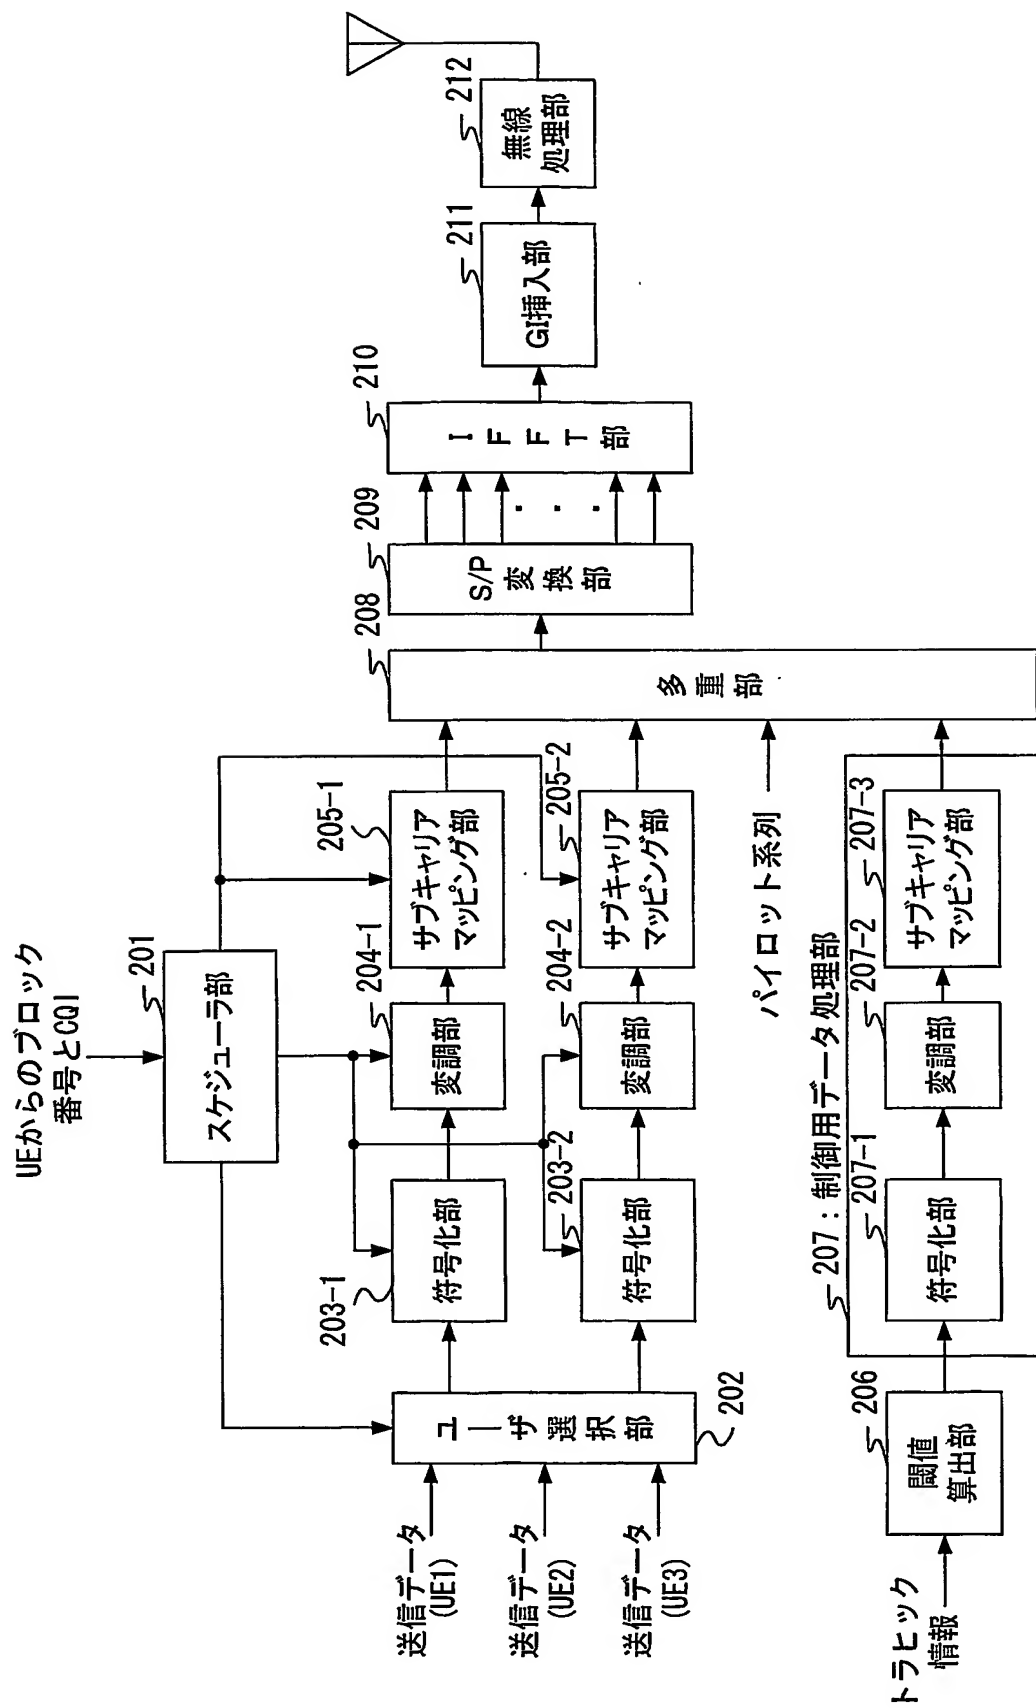 UEからのブロック
番号とCQI
201
スケジューラ部
送信データ
(UE1)
送信データ
(UE2)
送信データ
(UE3)
ユーザ選択部
202
203-1
符号化部
204-1
変調部
205-1
サブキャリア
マッピング部
203-2
符号化部
204-2
変調部
205-2
サブキャリア
マッピング部
パイロット系列
トラヒック
情報
206
閾値
算出部
207:制御用データ処理部
207-1
符号化部
207-2
変調部
207-3
サブキャリア
マッピング部
208
多重部
209
S/P
変換部
210
IFFT部
211
GI挿入部
212
無線
処理部